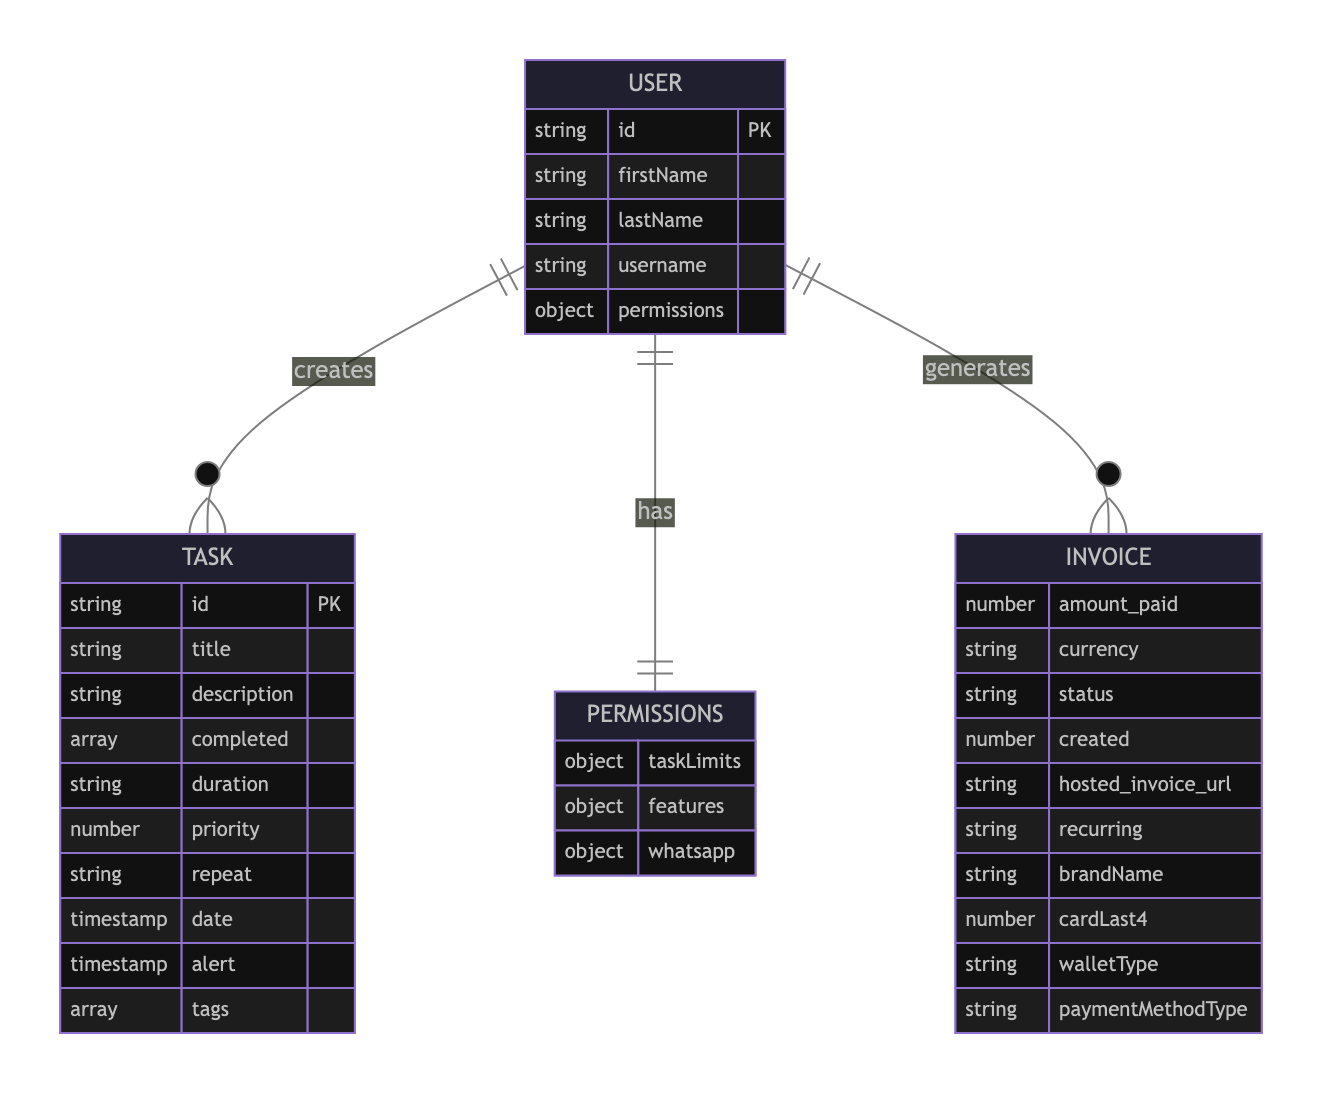 USER
string id PK
string firstName
string lastName
string username
object permissions
creates
generates
has
TASK
string id PK
string title
string description
array completed
string duration
number priority
string repeat
timestamp date
timestamp alert
array tags
PERMISSIONS
object taskLimits
object features
object whatsapp
INVOICE
number amount_paid
string currency
string status
number created
string hosted_invoice_url
string recurring
string brandName
number cardLast4
string walletType
string paymentMethodType